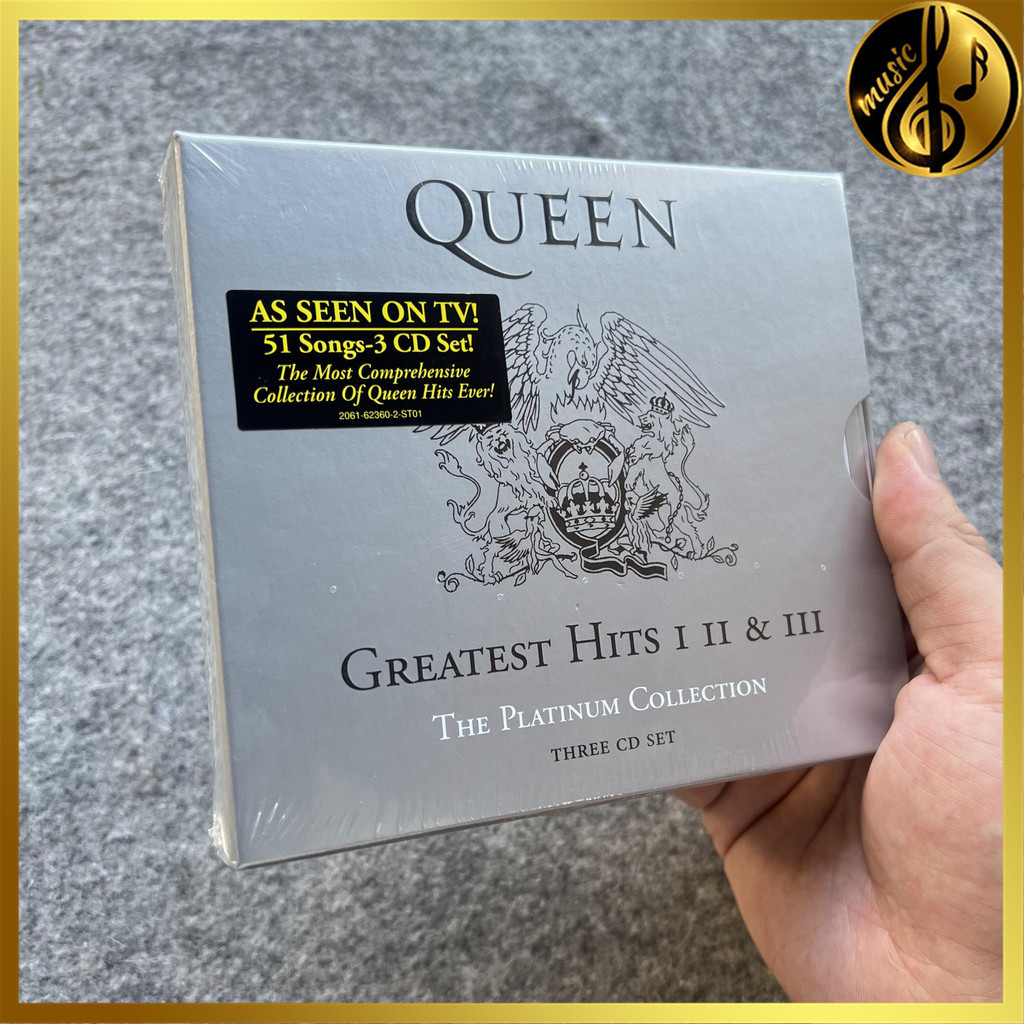 music
QUEEN
AS SEEN ON TV!
51 Songs-3 CD Set!
The Most Comprehensive
Collection Of Queen Hits Ever!
2061-62360-2-ST01
GREATEST HITS I II & III
THE PLATINUM COLLECTION
THREE CD SET